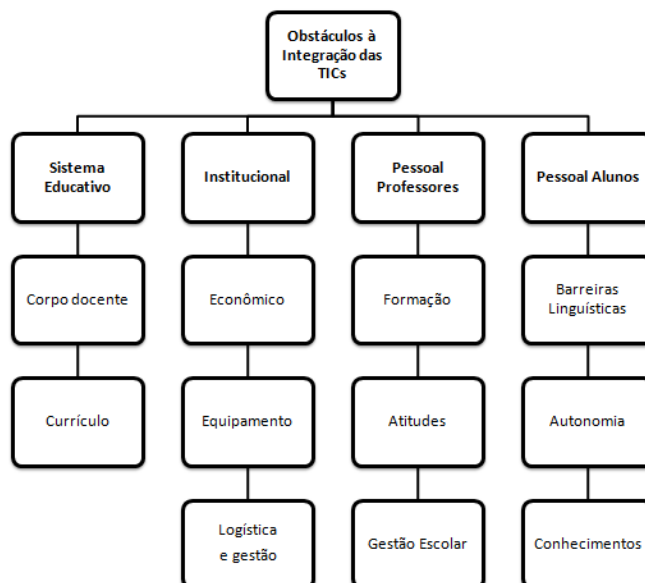 Obstáculos à
Integração das
TICs
Sistema
Educativo
Institucional
Pessoal
Professores
Pessoal Alunos
Corpo docente
Econômico
Formação
Barreiras
Linguísticas
Currículo
Equipamento
Atitudes
Autonomia
Logística
e gestão
Gestão Escolar
Conhecimentos